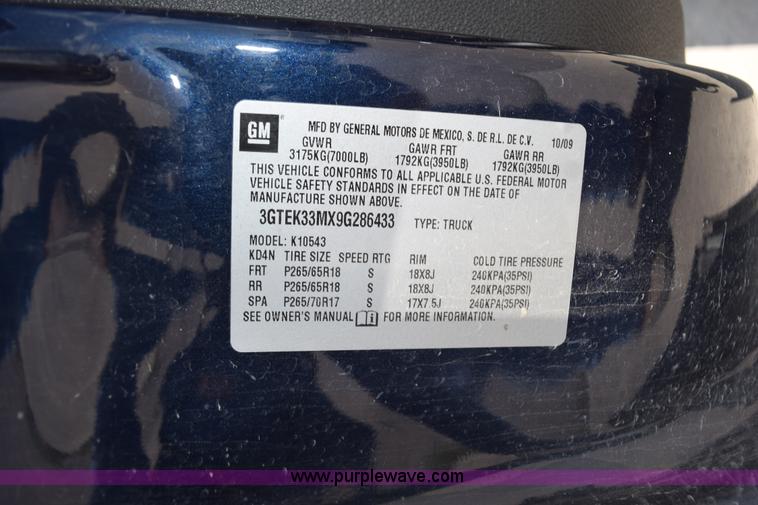 GM
MFD BY GENERAL MOTORS DE MEXICO, S. DE R.L. DE C.V. 10/09
GVWR GAWR FRT GAWR RR
3175KG(7000LB) 1792KG(3950LB) 1792KG(3950LB)
THIS VEHICLE CONFORMS TO ALL APPLICABLE U.S. FEDERAL MOTOR
VEHICLE SAFETY STANDARDS IN EFFECT ON THE DATE OF
MANUFACTURE SHOWN ABOVE.
3GTEK33MX9G286433 TYPE: TRUCK
MODEL: K10543
KD4N TIRE SIZE SPEED RTG RIM COLD TIRE PRESSURE
FRT P265/65R18 S 18X8J 240KPA(35PSI)
RR P265/65R18 S 18X8J 240KPA(35PSI)
SPA P265/70R17 S 17X7.5J 240KPA(35PSI)
SEE OWNER'S MANUAL FOR MORE INFORMATION.
www.purplewave.com